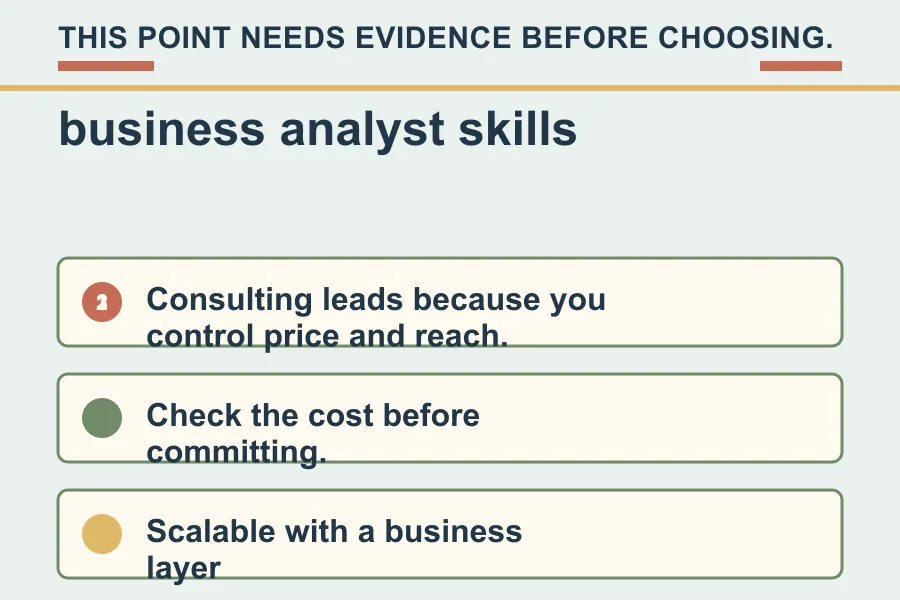 THIS POINT NEEDS EVIDENCE BEFORE CHOOSING.
business analyst skills
Consulting leads because you
control price and reach.
Check the cost before
committing.
Scalable with a business
layer